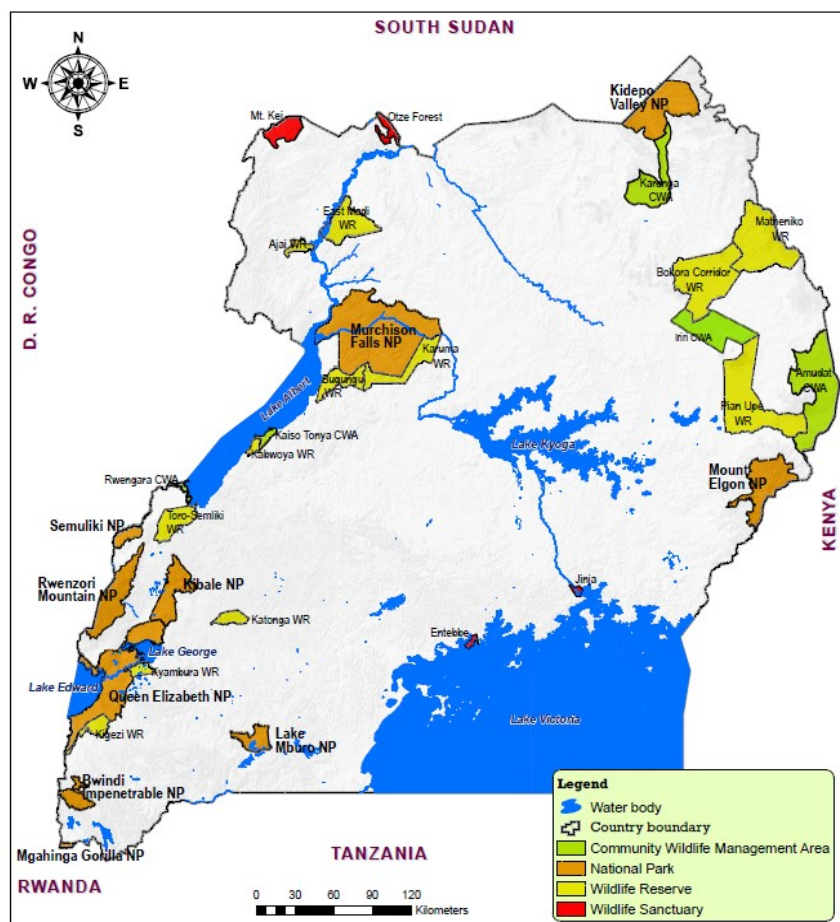 SOUTH SUDAN
N
W
E
S
Kidepo
Valley NP
Mt. Kei
Otze Forest
Karenga
CWA
East Madi
WR
Ajai WR
Matheniko
WR
Bokora Corridor
WR
D. R. CONGO
Murchison
Falls NP
Karuma
WR
Iriri CWA
Amudat
CWA
Bugungu
WR
Pian Upe
WR
Lake Albert
Kaiso Tonya CWA
Kabwoya WR
Lake Kyoga
Mount
Elgon NP
Rwengara CWA
Toro-Semliki
WR
Semuliki NP
KENYA
Rwenzori
Mountain NP
Kibale NP
Jinja
Katonga WR
Entebbe
Lake George
Kyambura WR
Lake Edward
Queen Elizabeth NP
Lake Victoria
Kigezi WR
Lake
Mburo NP
Bwindi
Impenetrable NP
Mgahinga Gorilla NP
TANZANIA
RWANDA
0 30 60 90 120
Kilometers
Legend
Water body
Country boundary
Community Wildlife Management Area
National Park
Wildlife Reserve
Wildlife Sanctuary